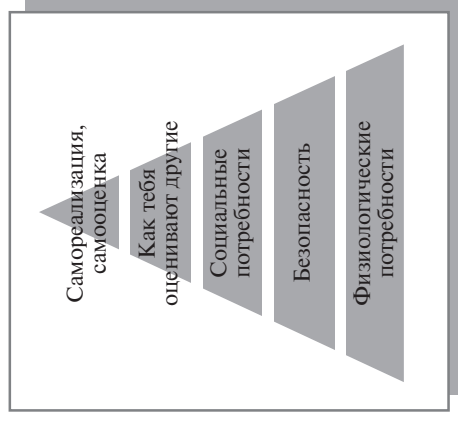 Самореализация,
самооценка
Как тебя
оценивают другие
Социальные
потребности
Безопасность
Физиологические
потребности